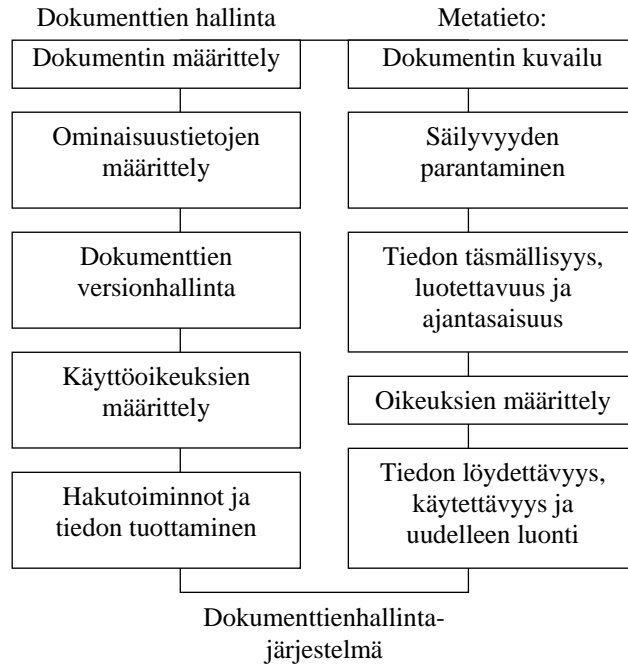 Dokumenttien hallinta
Dokumentin määrittely
Ominaisuustietojen
määrittely
Dokumenttien
versionhallinta
Käyttöoikeuksien
määrittely
Hakutoiminnot ja
tiedon tuottaminen
Metatieto:
Dokumentin kuvailu
Säilyvyyden
parantaminen
Tiedon täsmällisyys,
luotettavuus ja
ajantasaisuus
Oikeuksien määrittely
Tiedon löydettävyys,
käytettävyys ja
uudelleen luonti
Dokumenttienhallinta-
järjestelmä